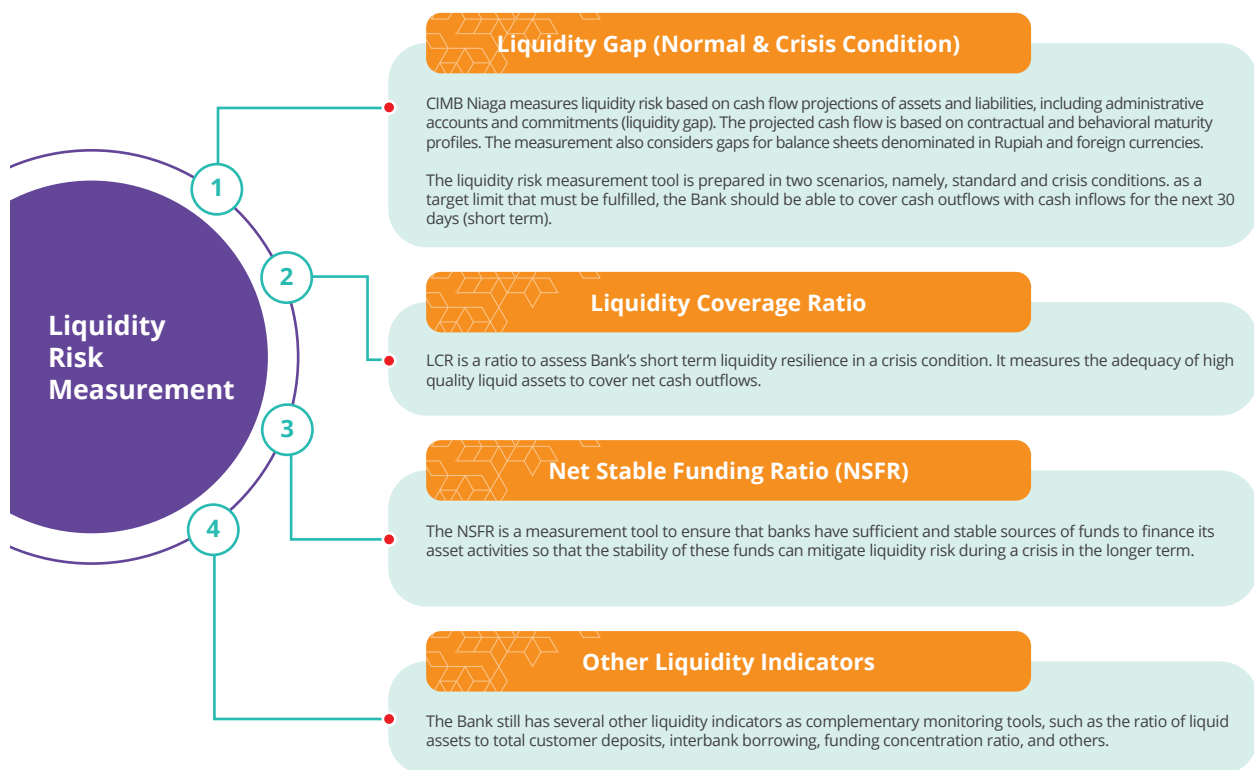 Liquidity
Risk
Measurement
1
Liquidity Gap (Normal & Crisis Condition)
CIMB Niaga measures liquidity risk based on cash flow projections of assets and liabilities, including administrative
accounts and commitments (liquidity gap). The projected cash flow is based on contractual and behavioral maturity
profiles. The measurement also considers gaps for balance sheets denominated in Rupiah and foreign currencies.
The liquidity risk measurement tool is prepared in two scenarios, namely, standard and crisis conditions. as a
target limit that must be fulfilled, the Bank should be able to cover cash outflows with cash inflows for the next 30
days (short term).
2
Liquidity Coverage Ratio
LCR is a ratio to assess Bank's short term liquidity resilience in a crisis condition. It measures the adequacy of high
quality liquid assets to cover net cash outflows.
3
Net Stable Funding Ratio (NSFR)
The NSFR is a measurement tool to ensure that banks have sufficient and stable sources of funds to finance its
asset activities so that the stability of these funds can mitigate liquidity risk during a crisis in the longer term.
4
Other Liquidity Indicators
The Bank still has several other liquidity indicators as complementary monitoring tools, such as the ratio of liquid
assets to total customer deposits, interbank borrowing, funding concentration ratio, and others.